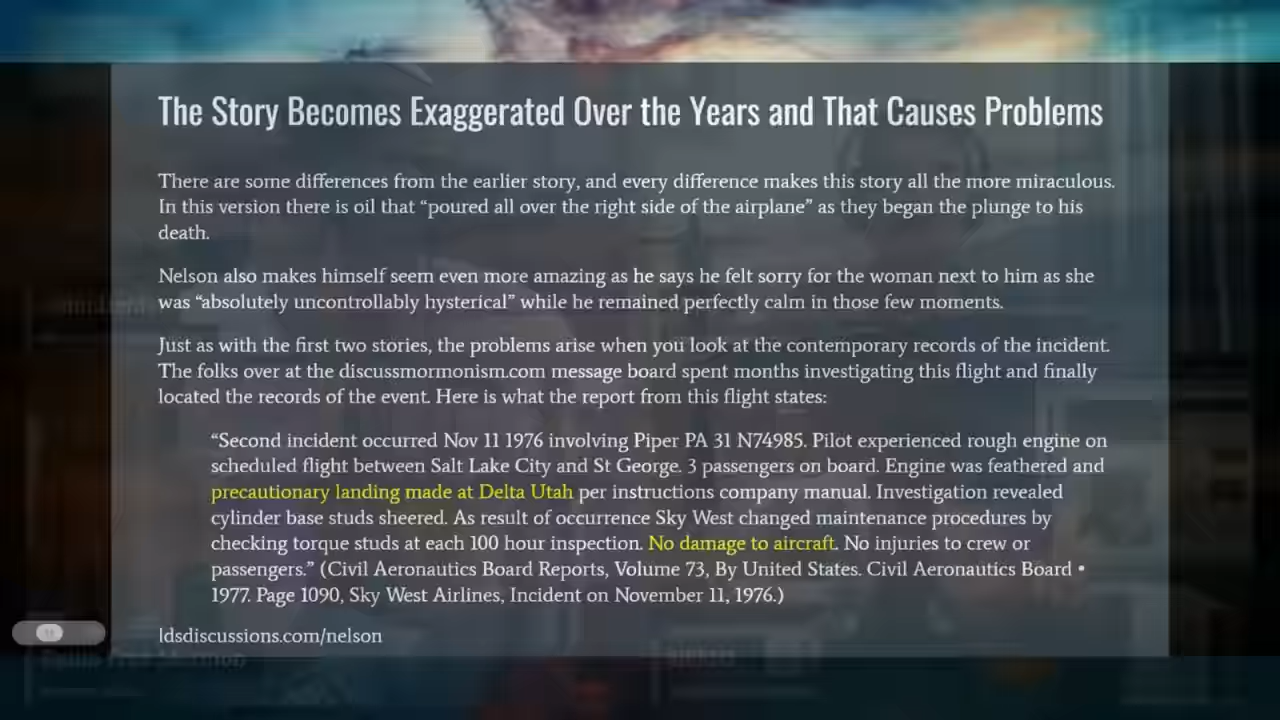 The Story Becomes Exaggerated Over the Years and That Causes Problems
There are some differences from the earlier story, and every difference makes this story all the more miraculous.
In this version there is oil that “poured all over the right side of the airplane” as they began the plunge to his
death.
Nelson also makes himself seem even more amazing as he says he felt sorry for the woman next to him as she
was “absolutely uncontrollably hysterical” while he remained perfectly calm in those few moments.
Just as with the first two stories, the problems arise when you look at the contemporary records of the incident.
The folks over at the discussmormonism.com message board spent months investigating this flight and finally
located the records of the event. Here is what the report from this flight states:
“Second incident occurred Nov 11 1976 involving Piper PA 31 N74985. Pilot experienced rough engine on
scheduled flight between Salt Lake City and St George. 3 passengers on board. Engine was feathered and
precautionary landing made at Delta Utah per instructions company manual. Investigation revealed
cylinder base studs sheered. As result of occurrence Sky West changed maintenance procedures by
checking torque studs at each 100 hour inspection. No damage to aircraft. No injuries to crew or
passengers.” (Civil Aeronautics Board Reports, Volume 73, By United States. Civil Aeronautics Board •
1977. Page 1090, Sky West Airlines, Incident on November 11, 1976.)
ldsdiscussions.com/nelson